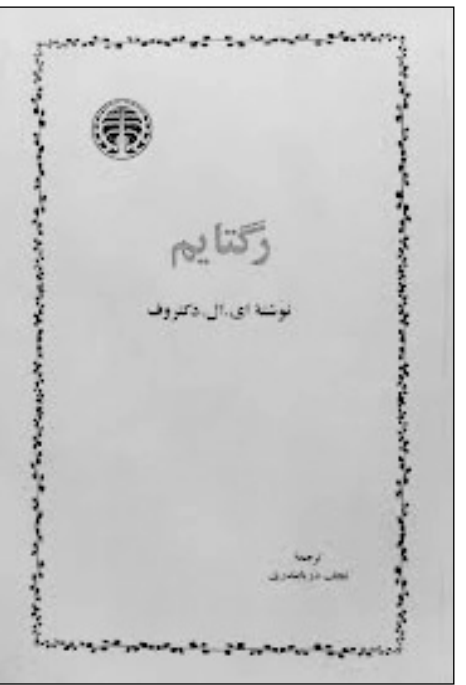 رگتایم
نوشتهٔ ای.ال.دکتروف
ترجمهٔ
نجف دریابندری